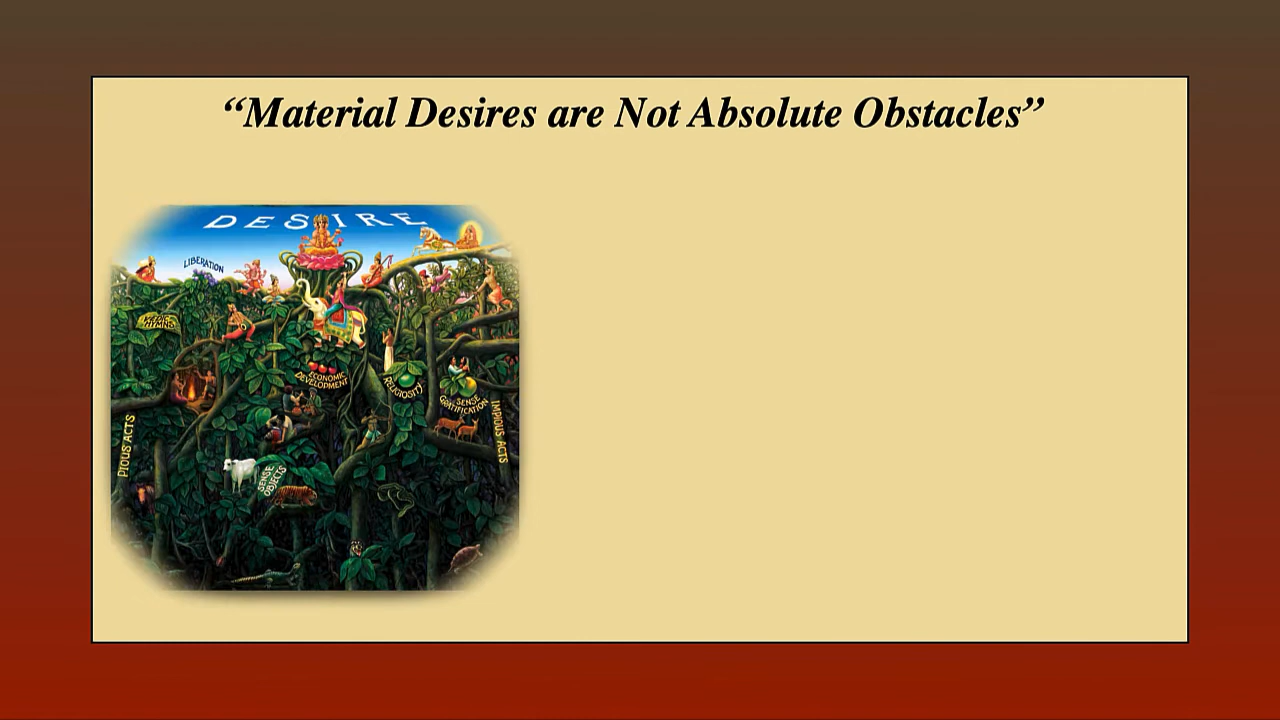 “Material Desires are Not Absolute Obstacles”
DESIRE
LIBERATION
VEDIC
HYMNS
ECONOMIC
DEVELOPMENT
RELIGIOSITY
SENSE
GRATIFICATION
PIOUS ACTS
IMPIOUS ACTS
SENSE
OBJECTS